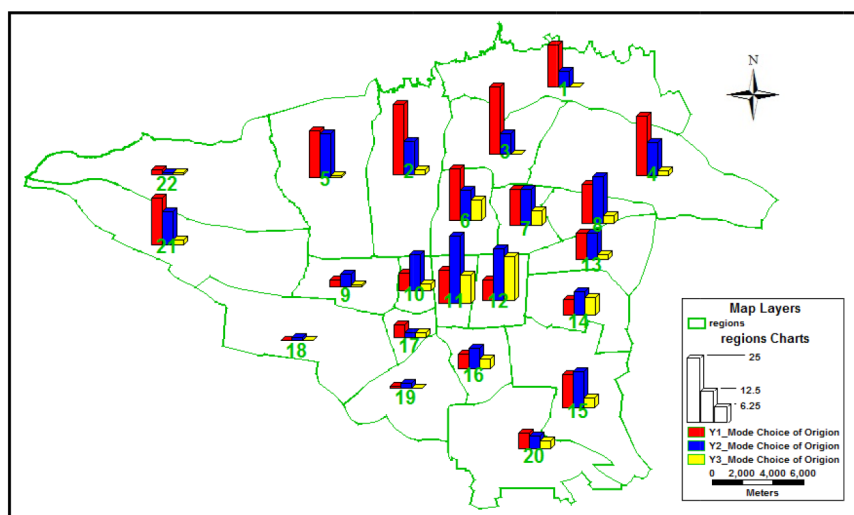 N
1
3
2
4
5
22
6
7
8
21
13
9
10
11
12
14
17
18
16
19
15
20
Map Layers
regions
regions Charts
25
12.5
6.25
Y1_Mode Choice of Origion
Y2_Mode Choice of Origion
Y3_Mode Choice of Origion
0 2,000 4,000 6,000
Meters